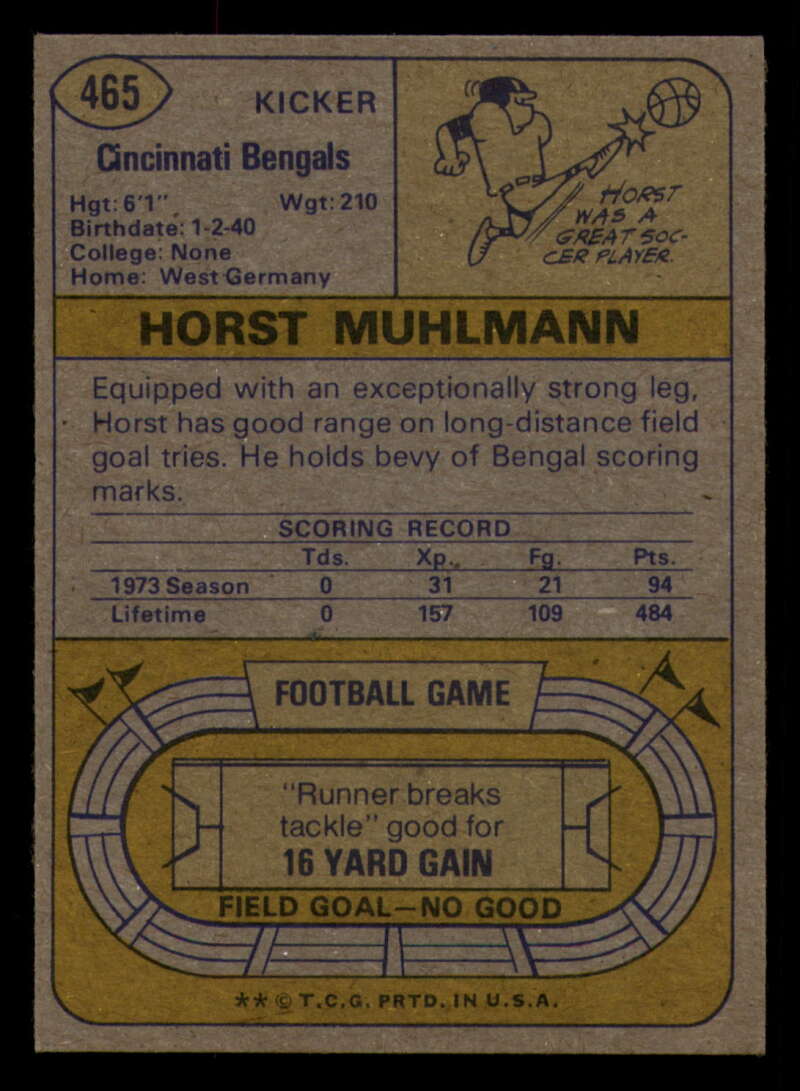 465
KICKER
Cincinnati Bengals
Hgt: 6'1" Wgt: 210
Birthdate: 1-2-40
College: None
Home: West Germany
HORST
WAS A
GREAT SOC-
CER PLAYER.
HORST MUHLMANN
Equipped with an exceptionally strong leg,
Horst has good range on long-distance field
goal tries. He holds bevy of Bengal scoring
marks.
SCORING RECORD
Tds. Xp. Fg. Pts.
1973 Season 0 31 21 94
Lifetime 0 157 109 484
FOOTBALL GAME
"Runner breaks
tackle" good for
16 YARD GAIN
FIELD GOAL—NO GOOD
** © T.C.G. PRTD. IN U.S.A.